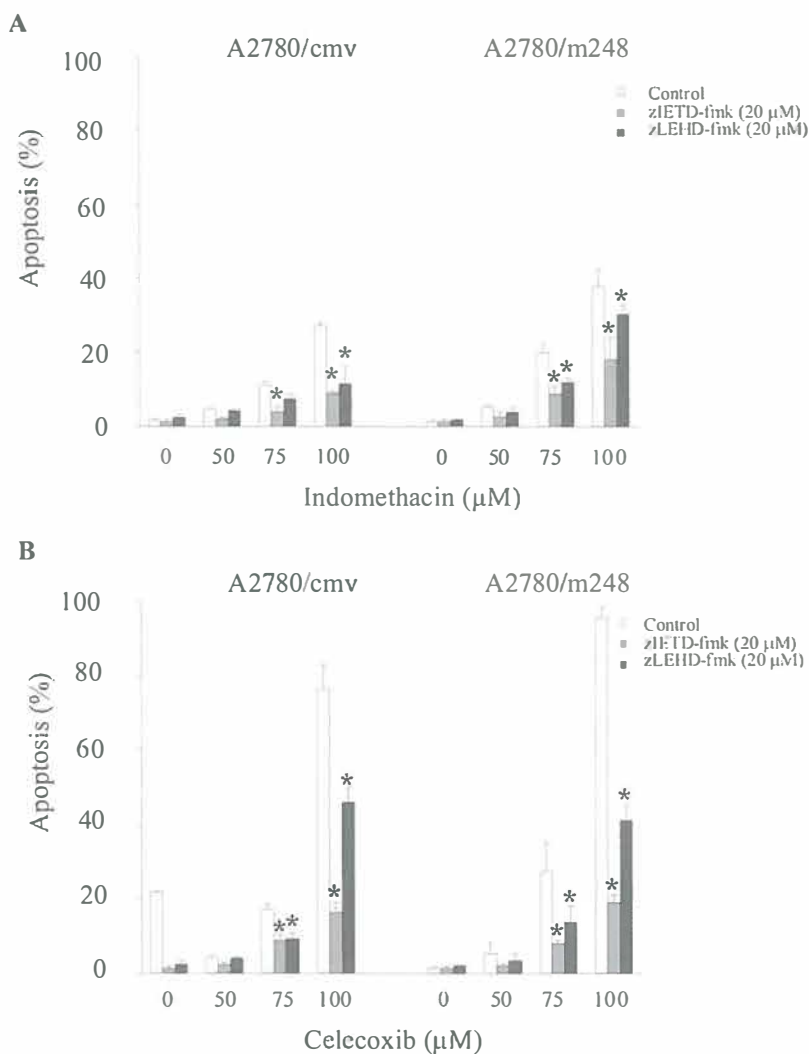 A
A2780/cmv A2780/m248
100
80
60
40
20
0
Apoptosis (%)
Control
zIETD-fmk (20 µM)
zLEHD-fmk (20 µM)
* * * * * * *
0 50 75 100 0 50 75 100
Indomethacin (µM)
B
A2780/cmv A2780/m248
100
80
60
40
20
0
Apoptosis (%)
Control
zIETD-fmk (20 µM)
zLEHD-fmk (20 µM)
* * * * * * * *
0 50 75 100 0 50 75 100
Celecoxib (µM)